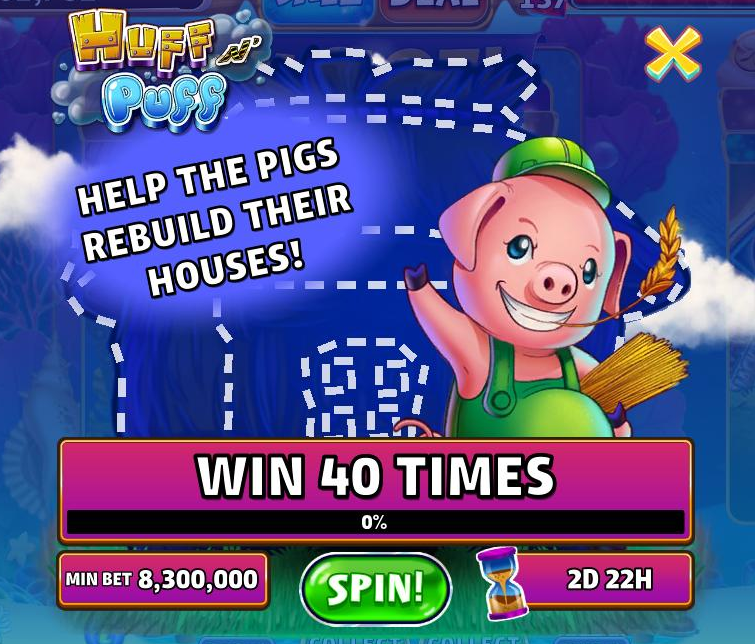 HUFF N'
PUFF
HELP THE PIGS
REBUILD THEIR
HOUSES!
WIN 40 TIMES
0%
MIN BET 8,300,000
SPIN!
2D 22H